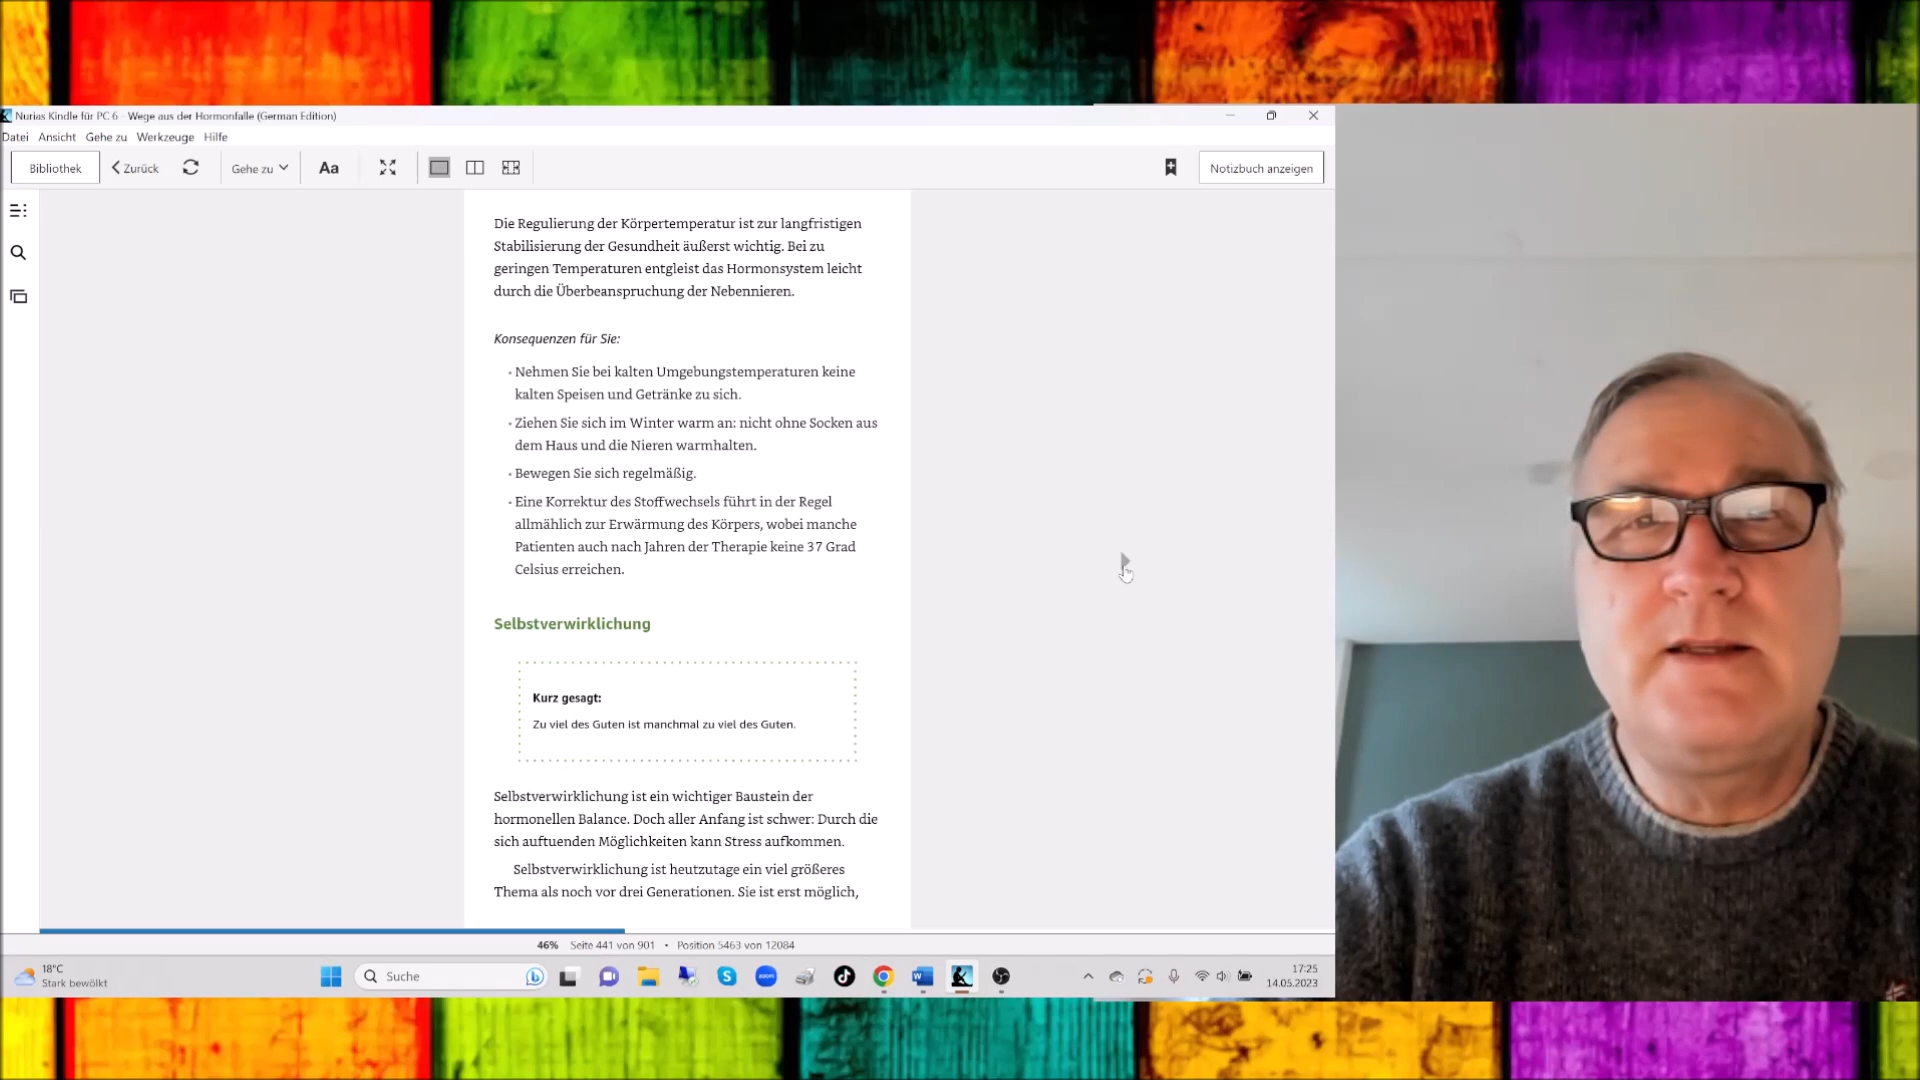 Nurias Kindle für PC 6 - Wege aus der Hormonfalle (German Edition)
Datei Ansicht Gehe zu Werkzeuge Hilfe
Bibliothek Zurück Gehe zu Aa Notizbuch anzeigen
Die Regulierung der Körpertemperatur ist zur langfristigen
Stabilisierung der Gesundheit äußerst wichtig. Bei zu
geringen Temperaturen entgleist das Hormonsystem leicht
durch die Überbeanspruchung der Nebennieren.
Konsequenzen für Sie:
• Nehmen Sie bei kalten Umgebungstemperaturen keine
kalten Speisen und Getränke zu sich.
• Ziehen Sie sich im Winter warm an: nicht ohne Socken aus
dem Haus und die Nieren warmhalten.
• Bewegen Sie sich regelmäßig.
• Eine Korrektur des Stoffwechsels führt in der Regel
allmählich zur Erwärmung des Körpers, wobei manche
Patienten auch nach Jahren der Therapie keine 37 Grad
Celsius erreichen.
Selbstverwirklichung
Kurz gesagt:
Zu viel des Guten ist manchmal zu viel des Guten.
Selbstverwirklichung ist ein wichtiger Baustein der
hormonellen Balance. Doch aller Anfang ist schwer: Durch die
sich auftuenden Möglichkeiten kann Stress aufkommen.
Selbstverwirklichung ist heutzutage ein viel größeres
Thema als noch vor drei Generationen. Sie ist erst möglich,
46% Seite 441 von 901 • Position 5463 von 12084
18°C
Stark bewölkt
Suche
17:25
14.05.2023